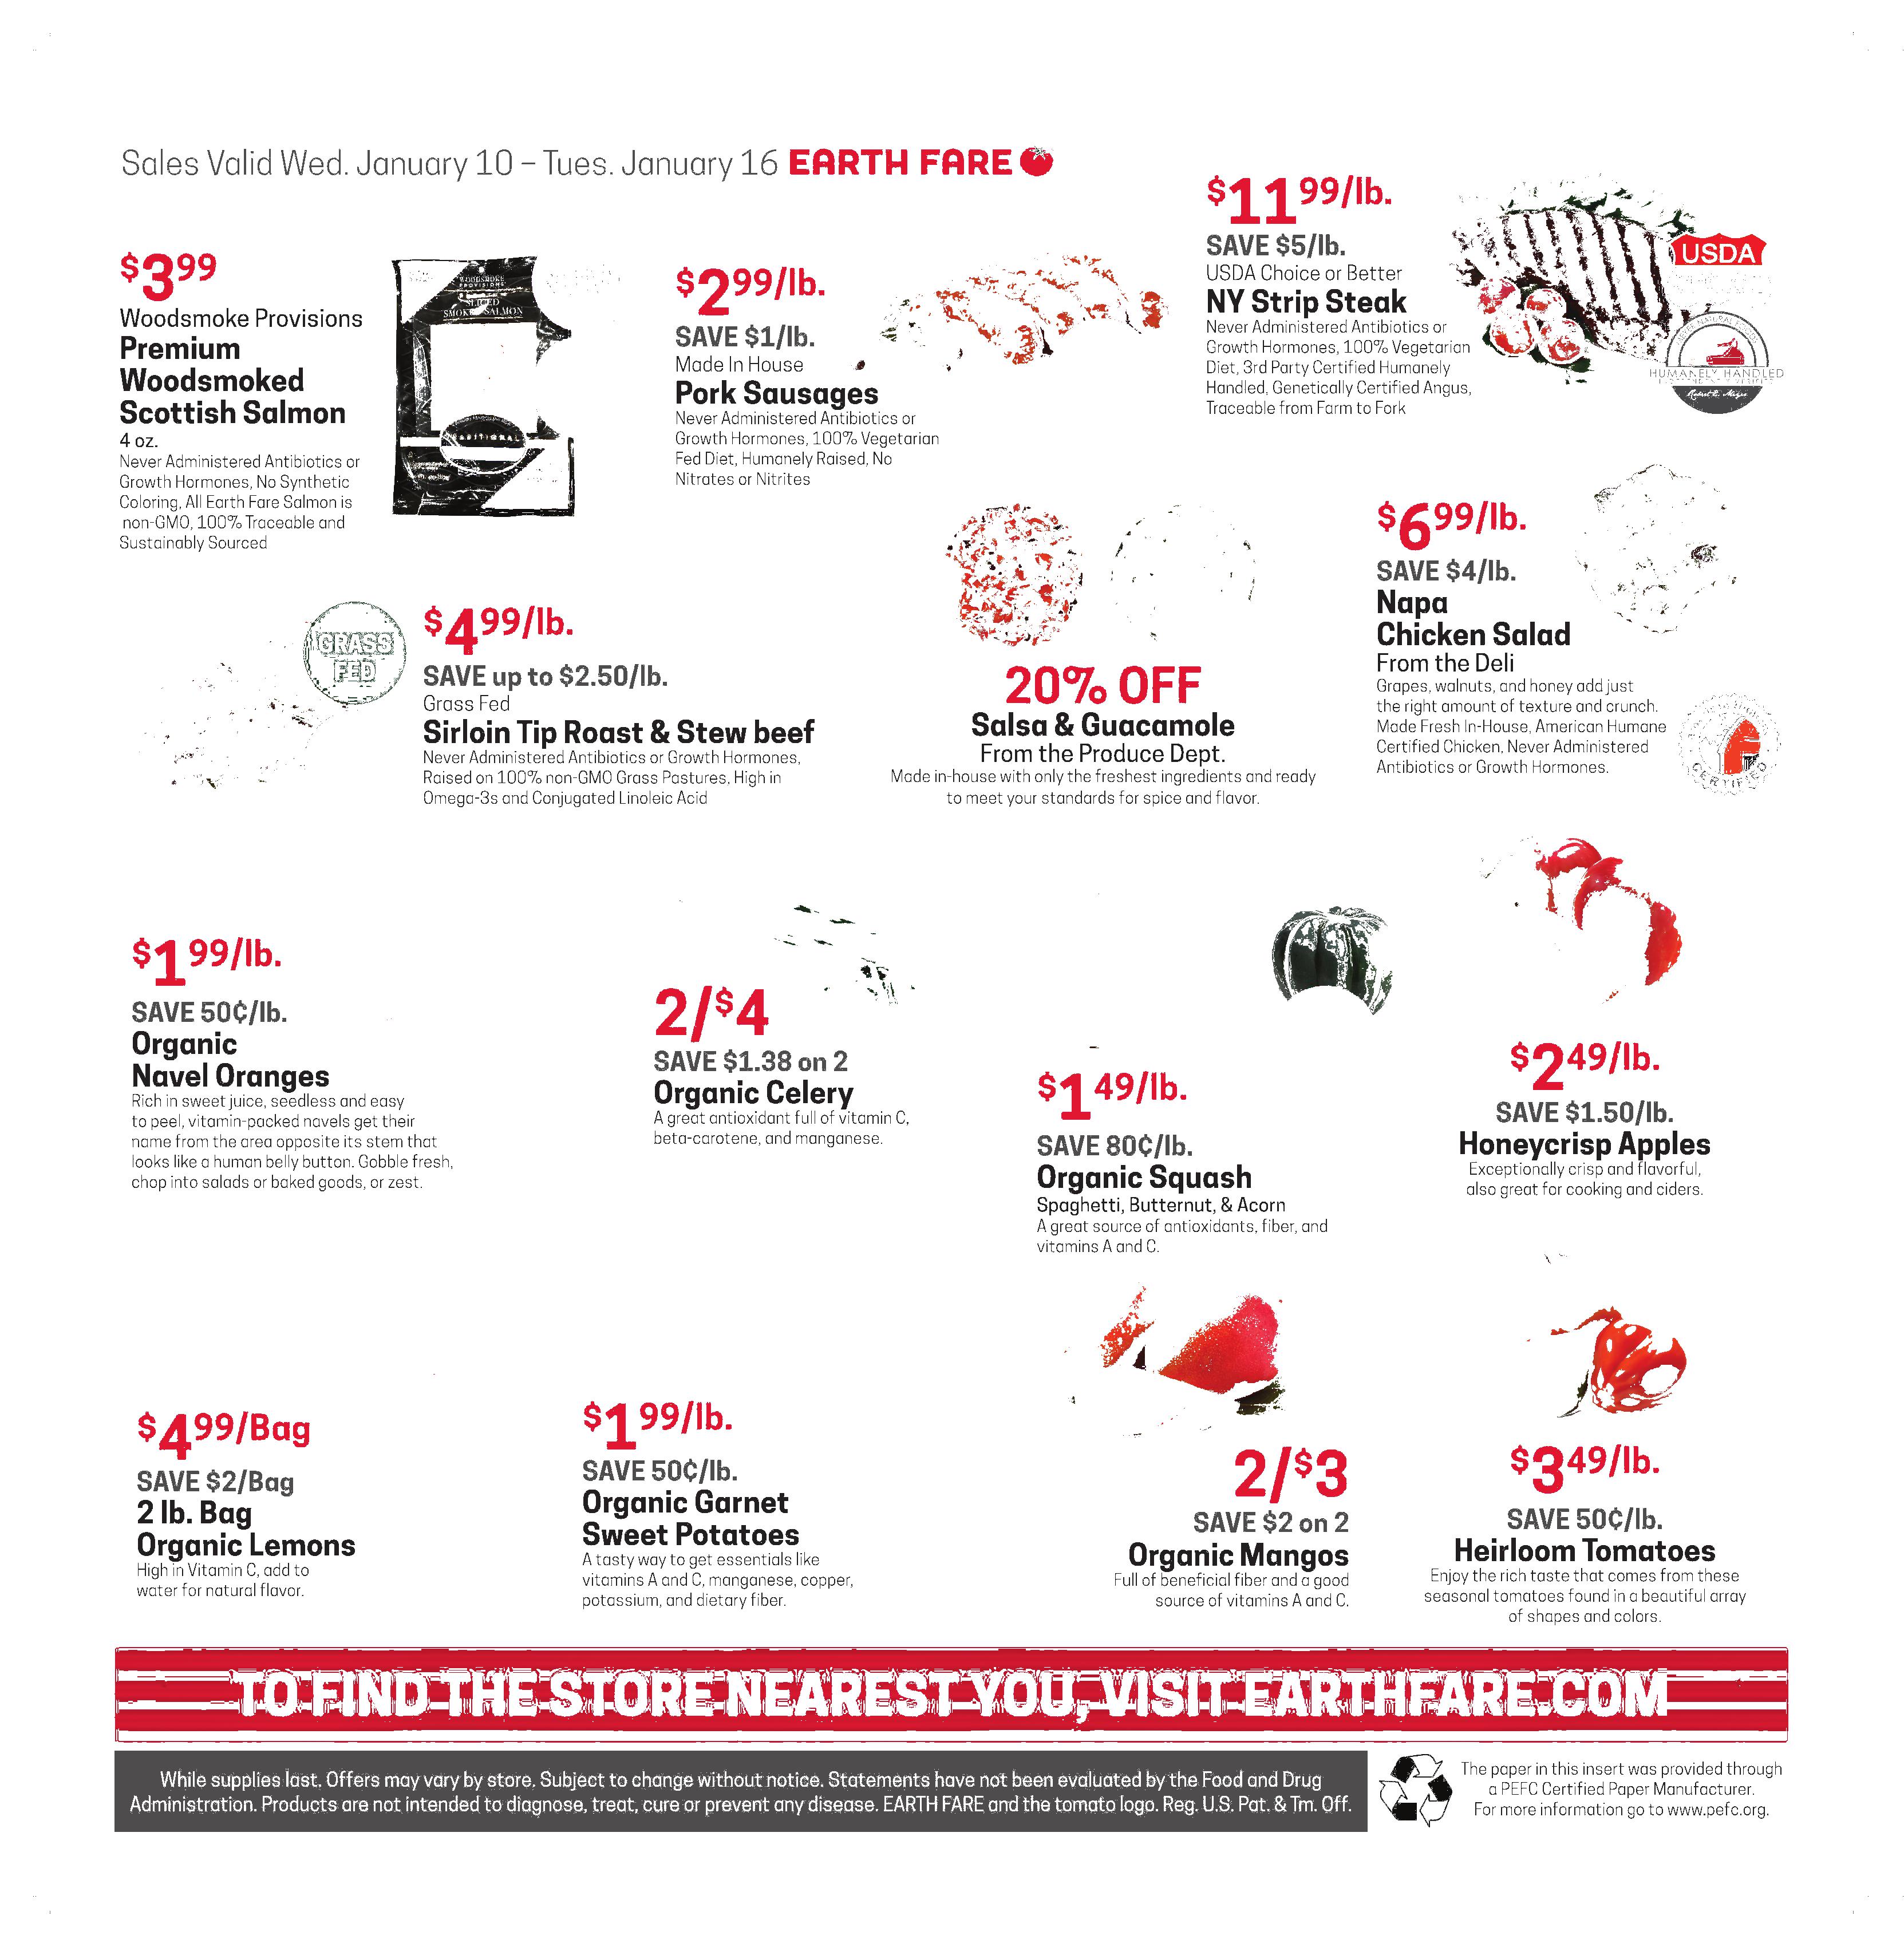 Sales Valid Wed. January 10 – Tues. January 16 EARTH FARE
$3 99
Woodsmoke Provisions
Premium
Woodsmoked
Scottish Salmon
4 oz.
Never Administered Antibiotics or
Growth Hormones, No Synthetic
Coloring, All Earth Fare Salmon is
non-GMO, 100% Traceable and
Sustainably Sourced
WOODSMOKE
PROVISIONS
SLICED
SMOKED SALMON
TRADITIONAL
$2 99/lb.
SAVE $1/lb.
Made In House
Pork Sausages
Never Administered Antibiotics or
Growth Hormones, 100% Vegetarian
Fed Diet, Humanely Raised, No
Nitrates or Nitrites
$11 99/lb.
SAVE $5/lb.
USDA Choice or Better
NY Strip Steak
Never Administered Antibiotics or
Growth Hormones, 100% Vegetarian
Diet, 3rd Party Certified Humanely
Handled, Genetically Certified Angus,
Traceable from Farm to Fork
USDA
HUMANELY HANDLED
GRASS
FED
$4 99/lb.
SAVE up to $2.50/lb.
Grass Fed
Sirloin Tip Roast & Stew beef
Never Administered Antibiotics or Growth Hormones,
Raised on 100% non-GMO Grass Pastures, High in
Omega-3s and Conjugated Linoleic Acid
20% OFF
Salsa & Guacamole
From the Produce Dept.
Made in-house with only the freshest ingredients and ready
to meet your standards for spice and flavor.
$6 99/lb.
SAVE $4/lb.
Napa
Chicken Salad
From the Deli
Grapes, walnuts, and honey add just
the right amount of texture and crunch.
Made Fresh In-House, American Humane
Certified Chicken, Never Administered
Antibiotics or Growth Hormones.
CERTIFIED
$1 99/lb.
SAVE 50¢/lb.
Organic
Navel Oranges
Rich in sweet juice, seedless and easy
to peel, vitamin-packed navels get their
name from the area opposite its stem that
looks like a human belly button. Gobble fresh,
chop into salads or baked goods, or zest.
2/$4
SAVE $1.38 on 2
Organic Celery
A great antioxidant full of vitamin C,
beta-carotene, and manganese.
$1 49/lb.
SAVE 80¢/lb.
Organic Squash
Spaghetti, Butternut, & Acorn
A great source of antioxidants, fiber, and
vitamins A and C.
$2 49/lb.
SAVE $1.50/lb.
Honeycrisp Apples
Exceptionally crisp and flavorful,
also great for cooking and ciders.
$4 99/Bag
SAVE $2/Bag
2 lb. Bag
Organic Lemons
High in Vitamin C, add to
water for natural flavor.
$1 99/lb.
SAVE 50¢/lb.
Organic Garnet
Sweet Potatoes
A tasty way to get essentials like
vitamins A and C, manganese, copper,
potassium, and dietary fiber.
2/$3
SAVE $2 on 2
Organic Mangos
Full of beneficial fiber and a good
source of vitamins A and C.
$3 49/lb.
SAVE 50¢/lb.
Heirloom Tomatoes
Enjoy the rich taste that comes from these
seasonal tomatoes found in a beautiful array
of shapes and colors.
TO FIND THE STORE NEAREST YOU, VISIT EARTHFARE.COM
While supplies last. Offers may vary by store. Subject to change without notice. Statements have not been evaluated by the Food and Drug
Administration. Products are not intended to diagnose, treat, cure or prevent any disease. EARTH FARE and the tomato logo. Reg. U.S. Pat. & Tm. Off.
The paper in this insert was provided through
a PEFC Certified Paper Manufacturer.
For more information go to www.pefc.org.